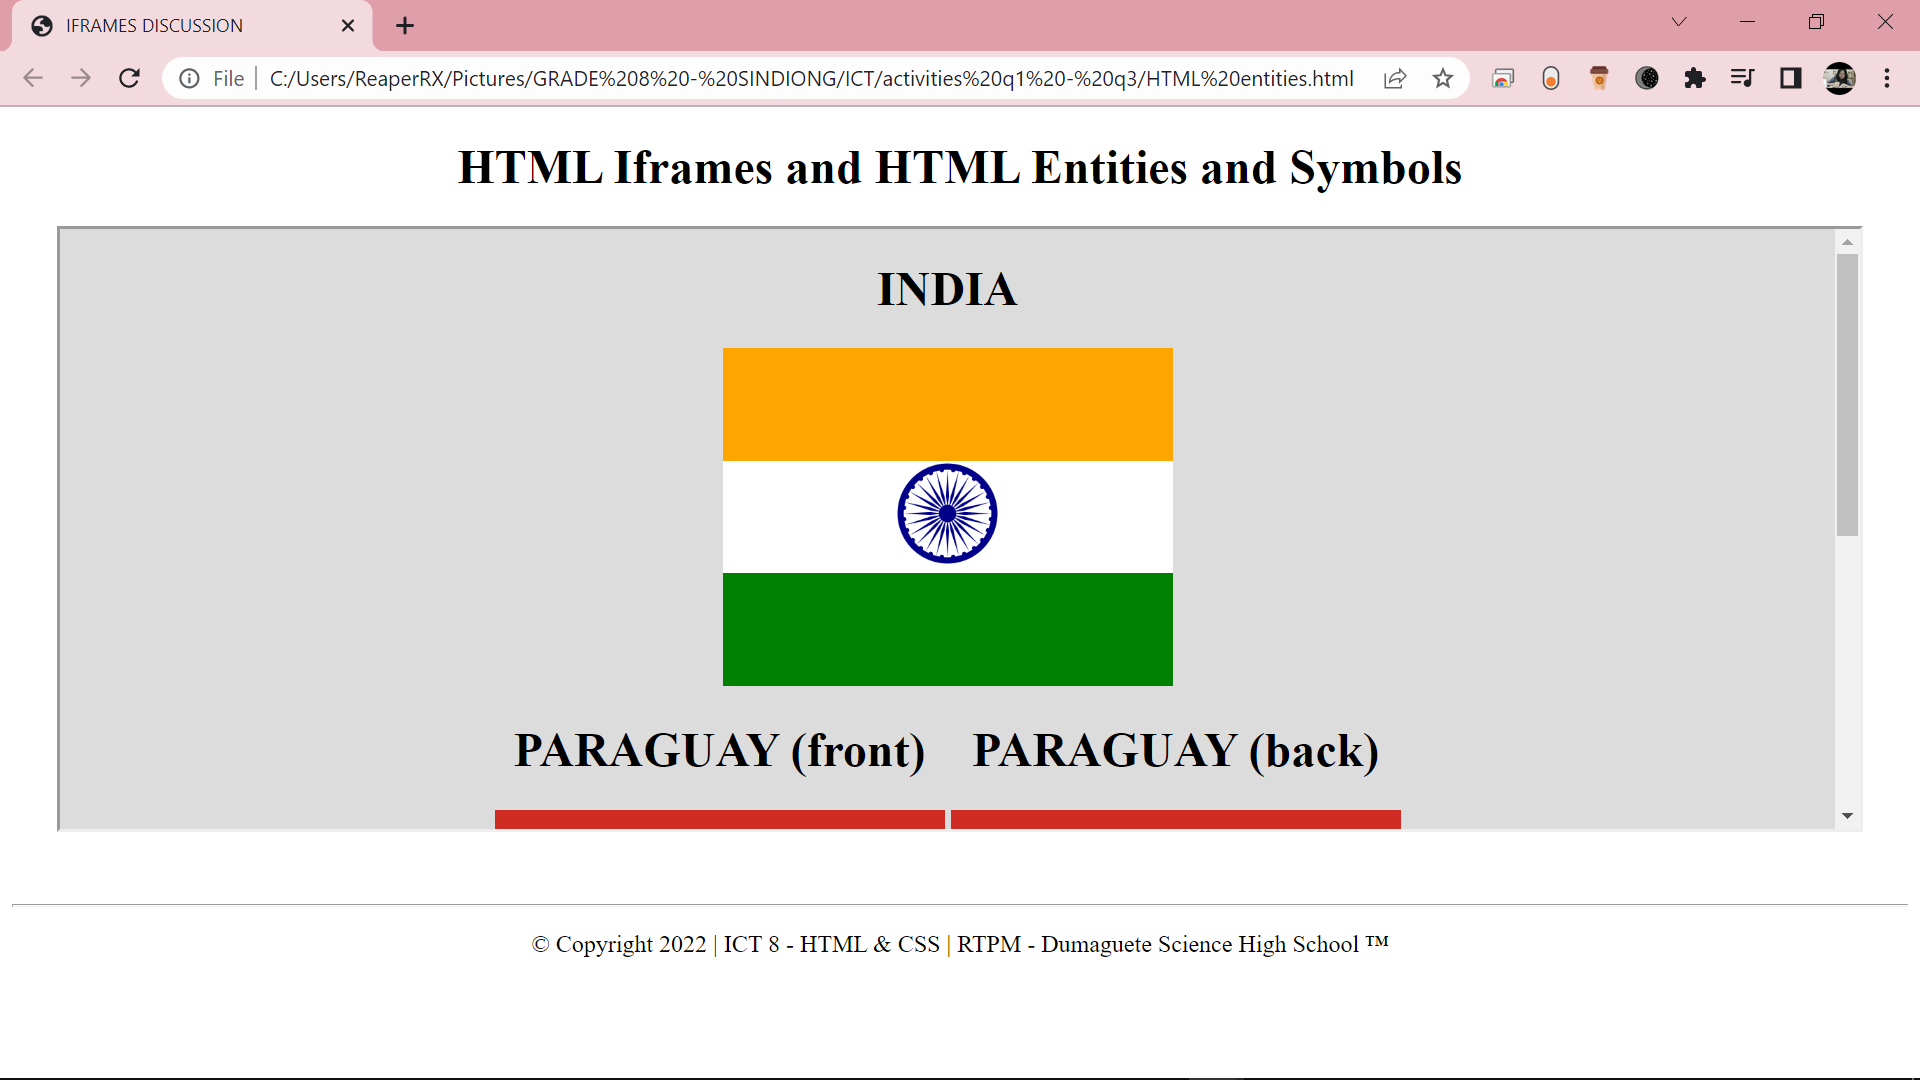 IFRAMES DISCUSSION
File | C:/Users/ReaperRX/Pictures/GRADE%208%20-%20SINDIONG/ICT/activities%20q1%20-%20q3/HTML%20entities.html
HTML Iframes and HTML Entities and Symbols
INDIA
PARAGUAY (front) PARAGUAY (back)
© Copyright 2022 | ICT 8 - HTML & CSS | RTPM - Dumaguete Science High School ™